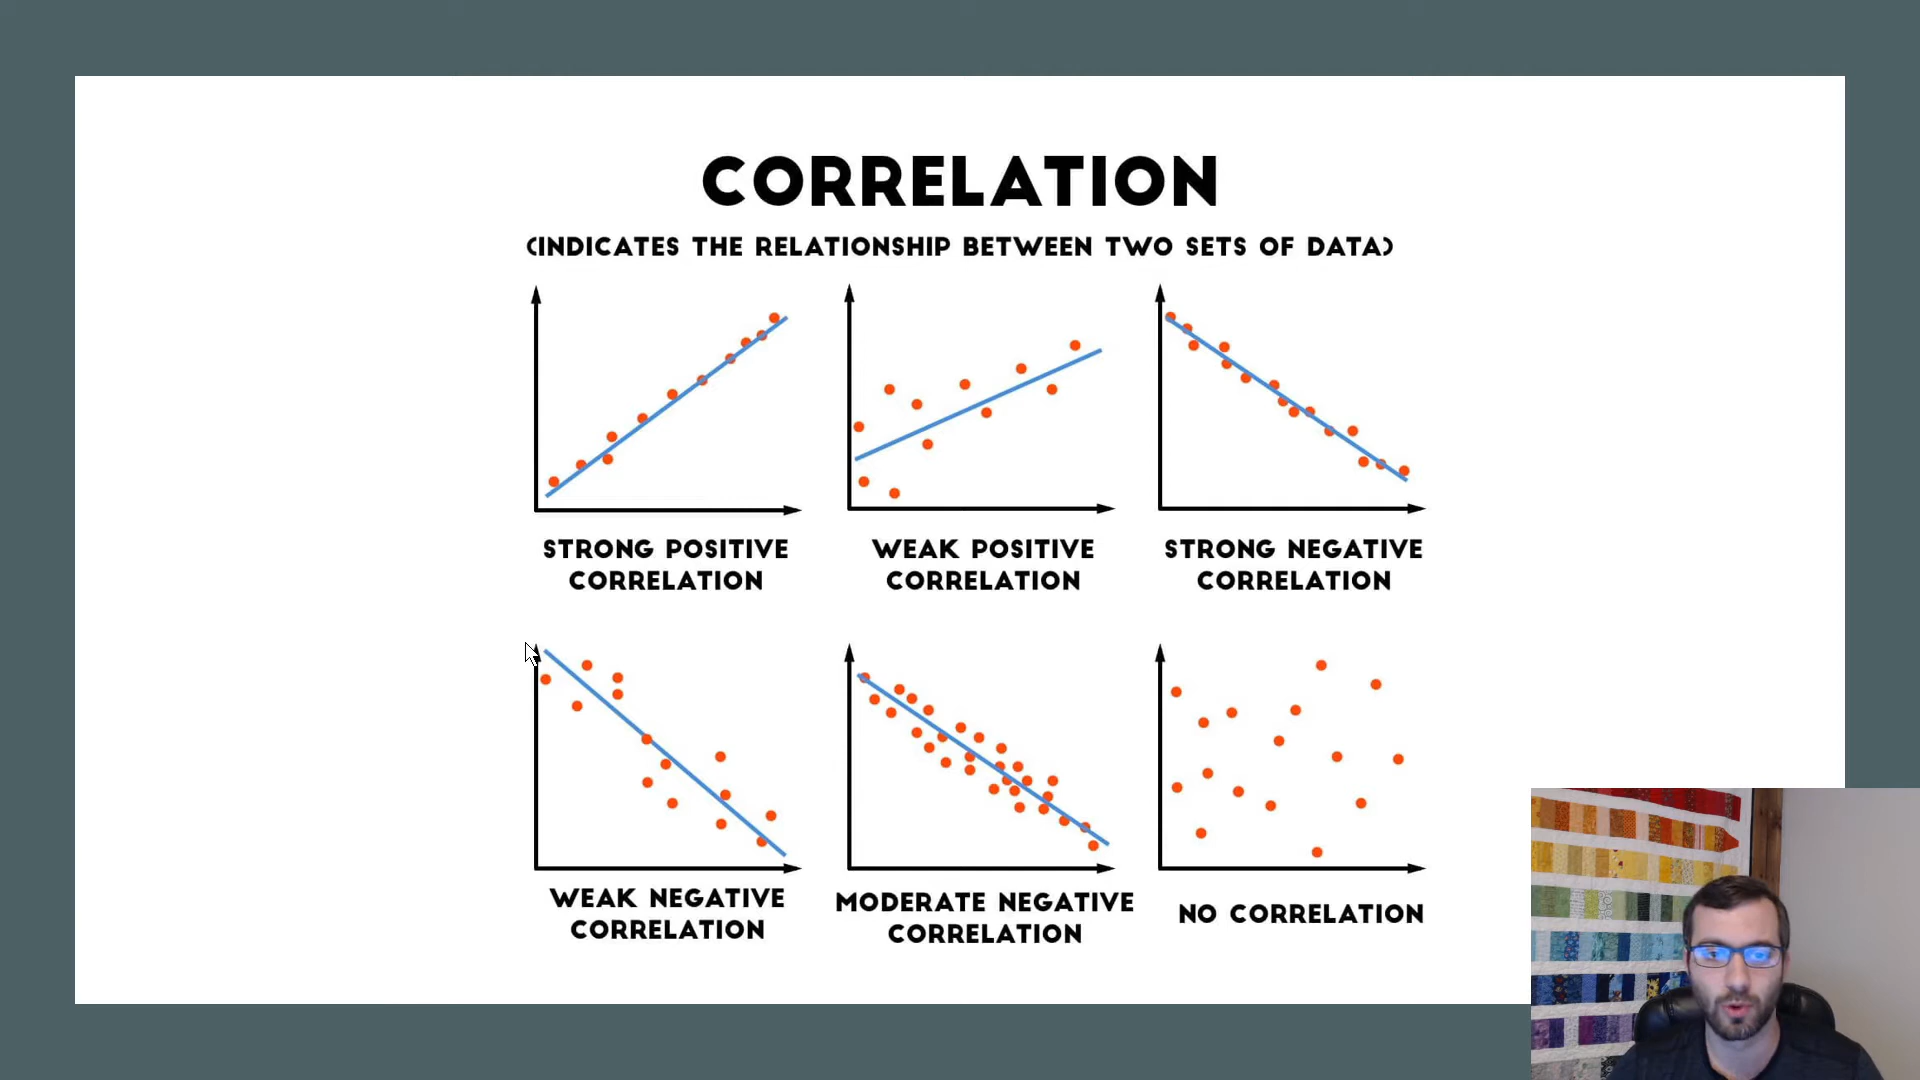 CORRELATION
(INDICATES THE RELATIONSHIP BETWEEN TWO SETS OF DATA)
STRONG POSITIVE
CORRELATION
WEAK POSITIVE
CORRELATION
STRONG NEGATIVE
CORRELATION
WEAK NEGATIVE
CORRELATION
MODERATE NEGATIVE
CORRELATION
NO CORRELATION